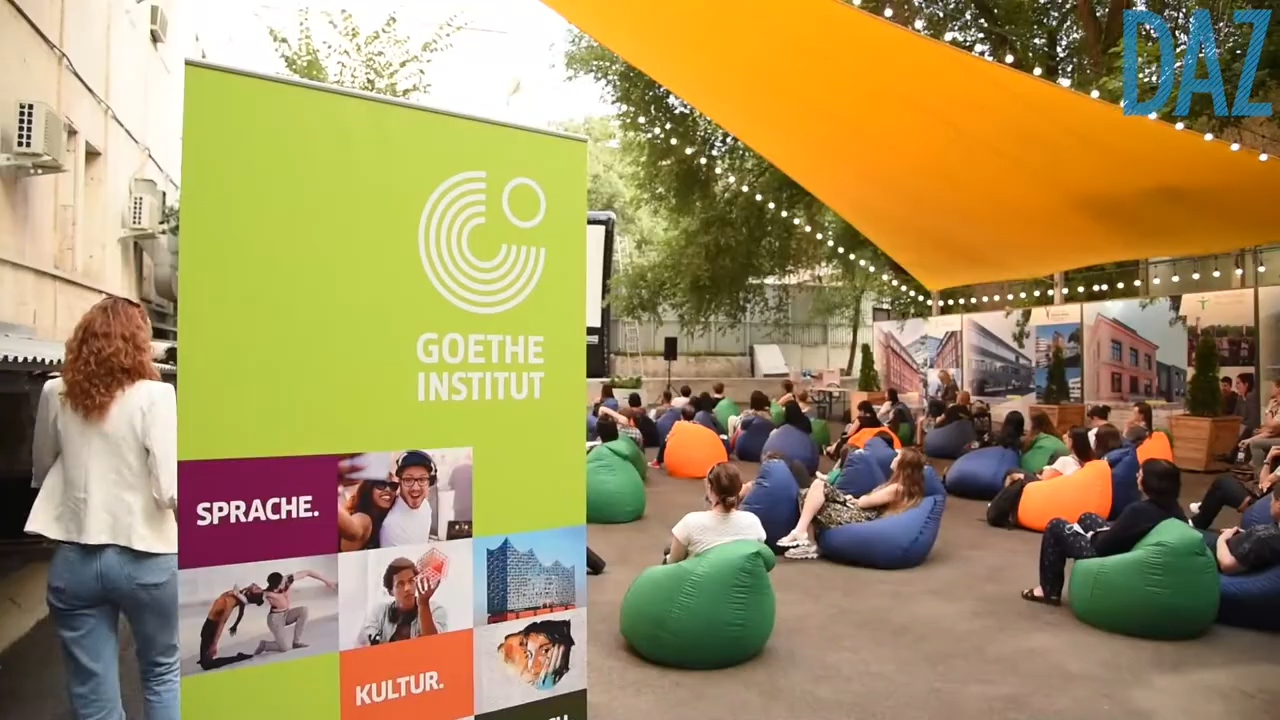 DAZ
GOETHE
INSTITUT
SPRACHE.
KULTUR.